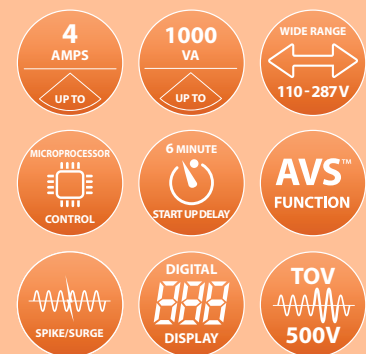 4
AMPS
UP TO
1000
VA
UP TO
WIDE RANGE
110-287V
MICROPROCESSOR
CONTROL
6 MINUTE
START UP DELAY
AVS™
FUNCTION
SPIKE/SURGE
DIGITAL
888
DISPLAY
TOV
500V